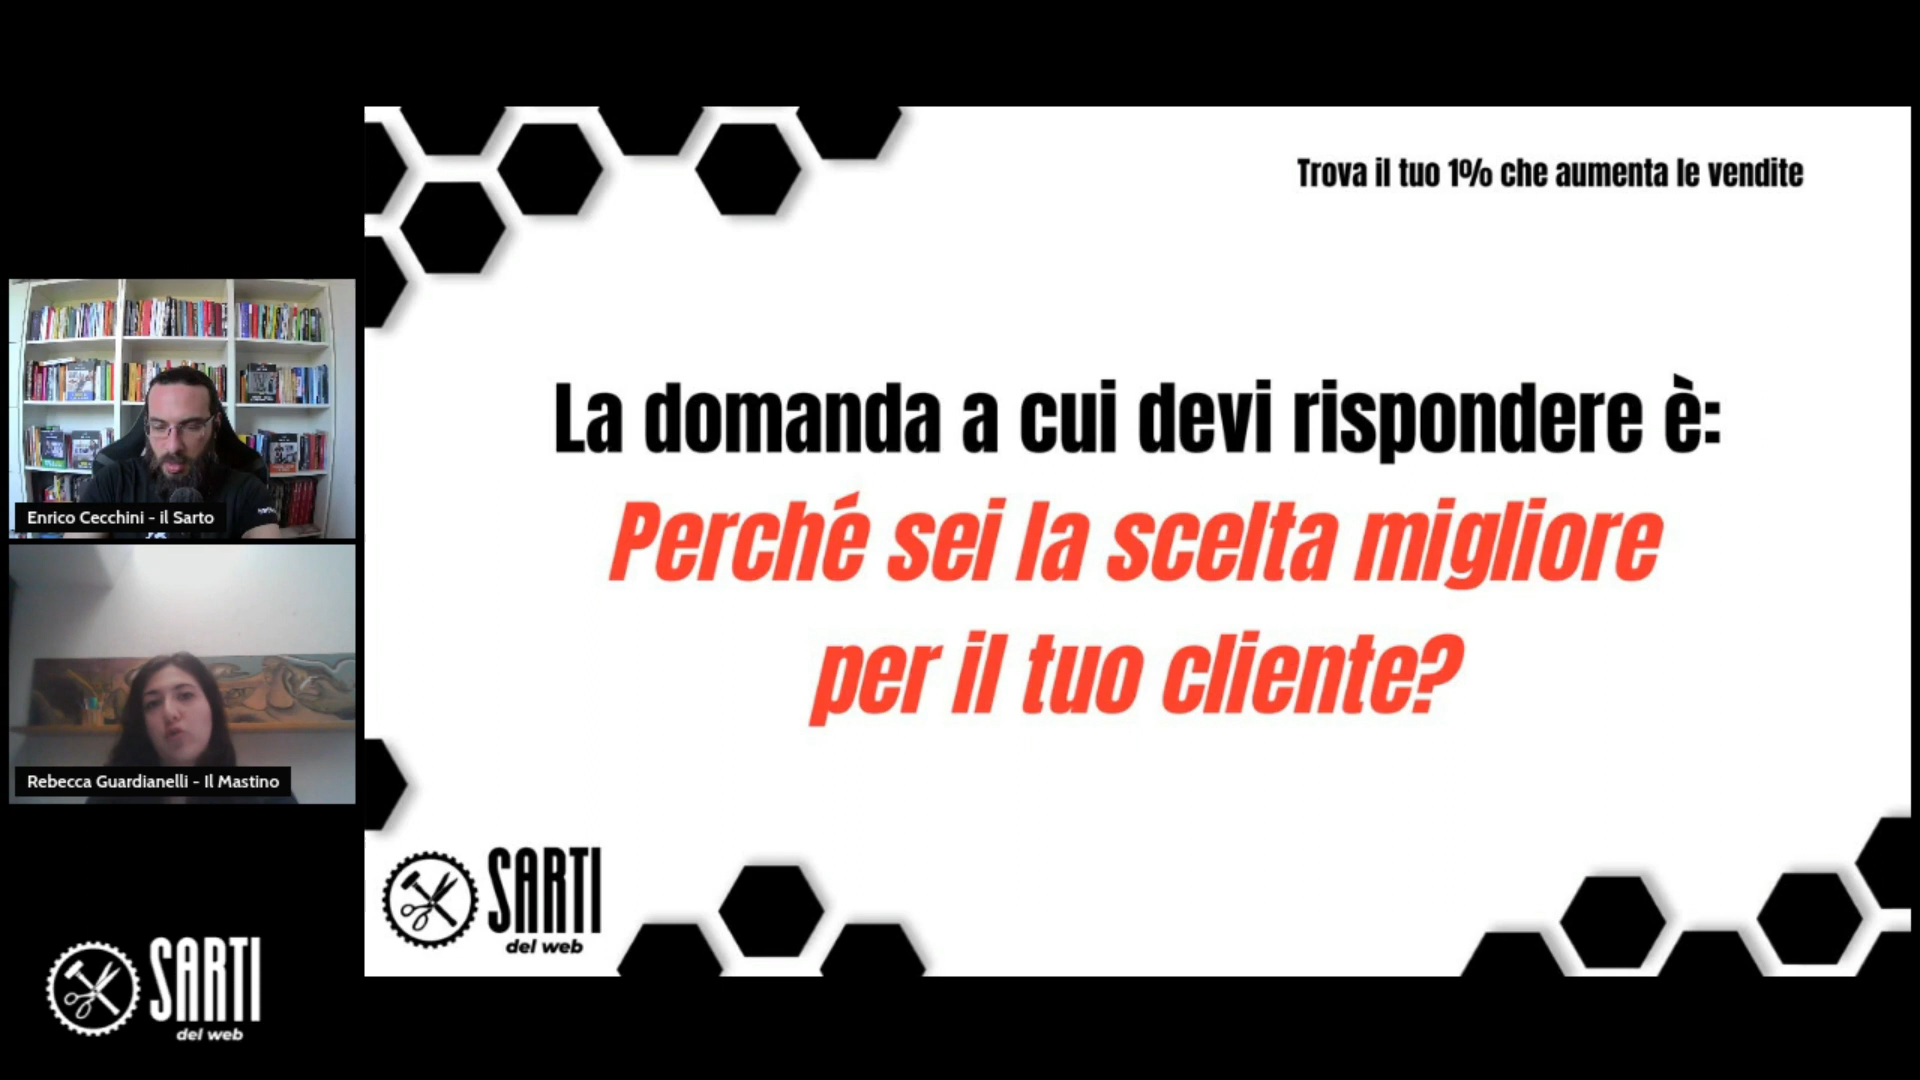 Trova il tuo 1% che aumenta le vendite
La domanda a cui devi rispondere è:
Perché sei la scelta migliore
per il tuo cliente?
Enrico Cecchini - il Sarto
Rebecca Guardianelli - Il Mastino
SARTI
del web
SARTI
del web